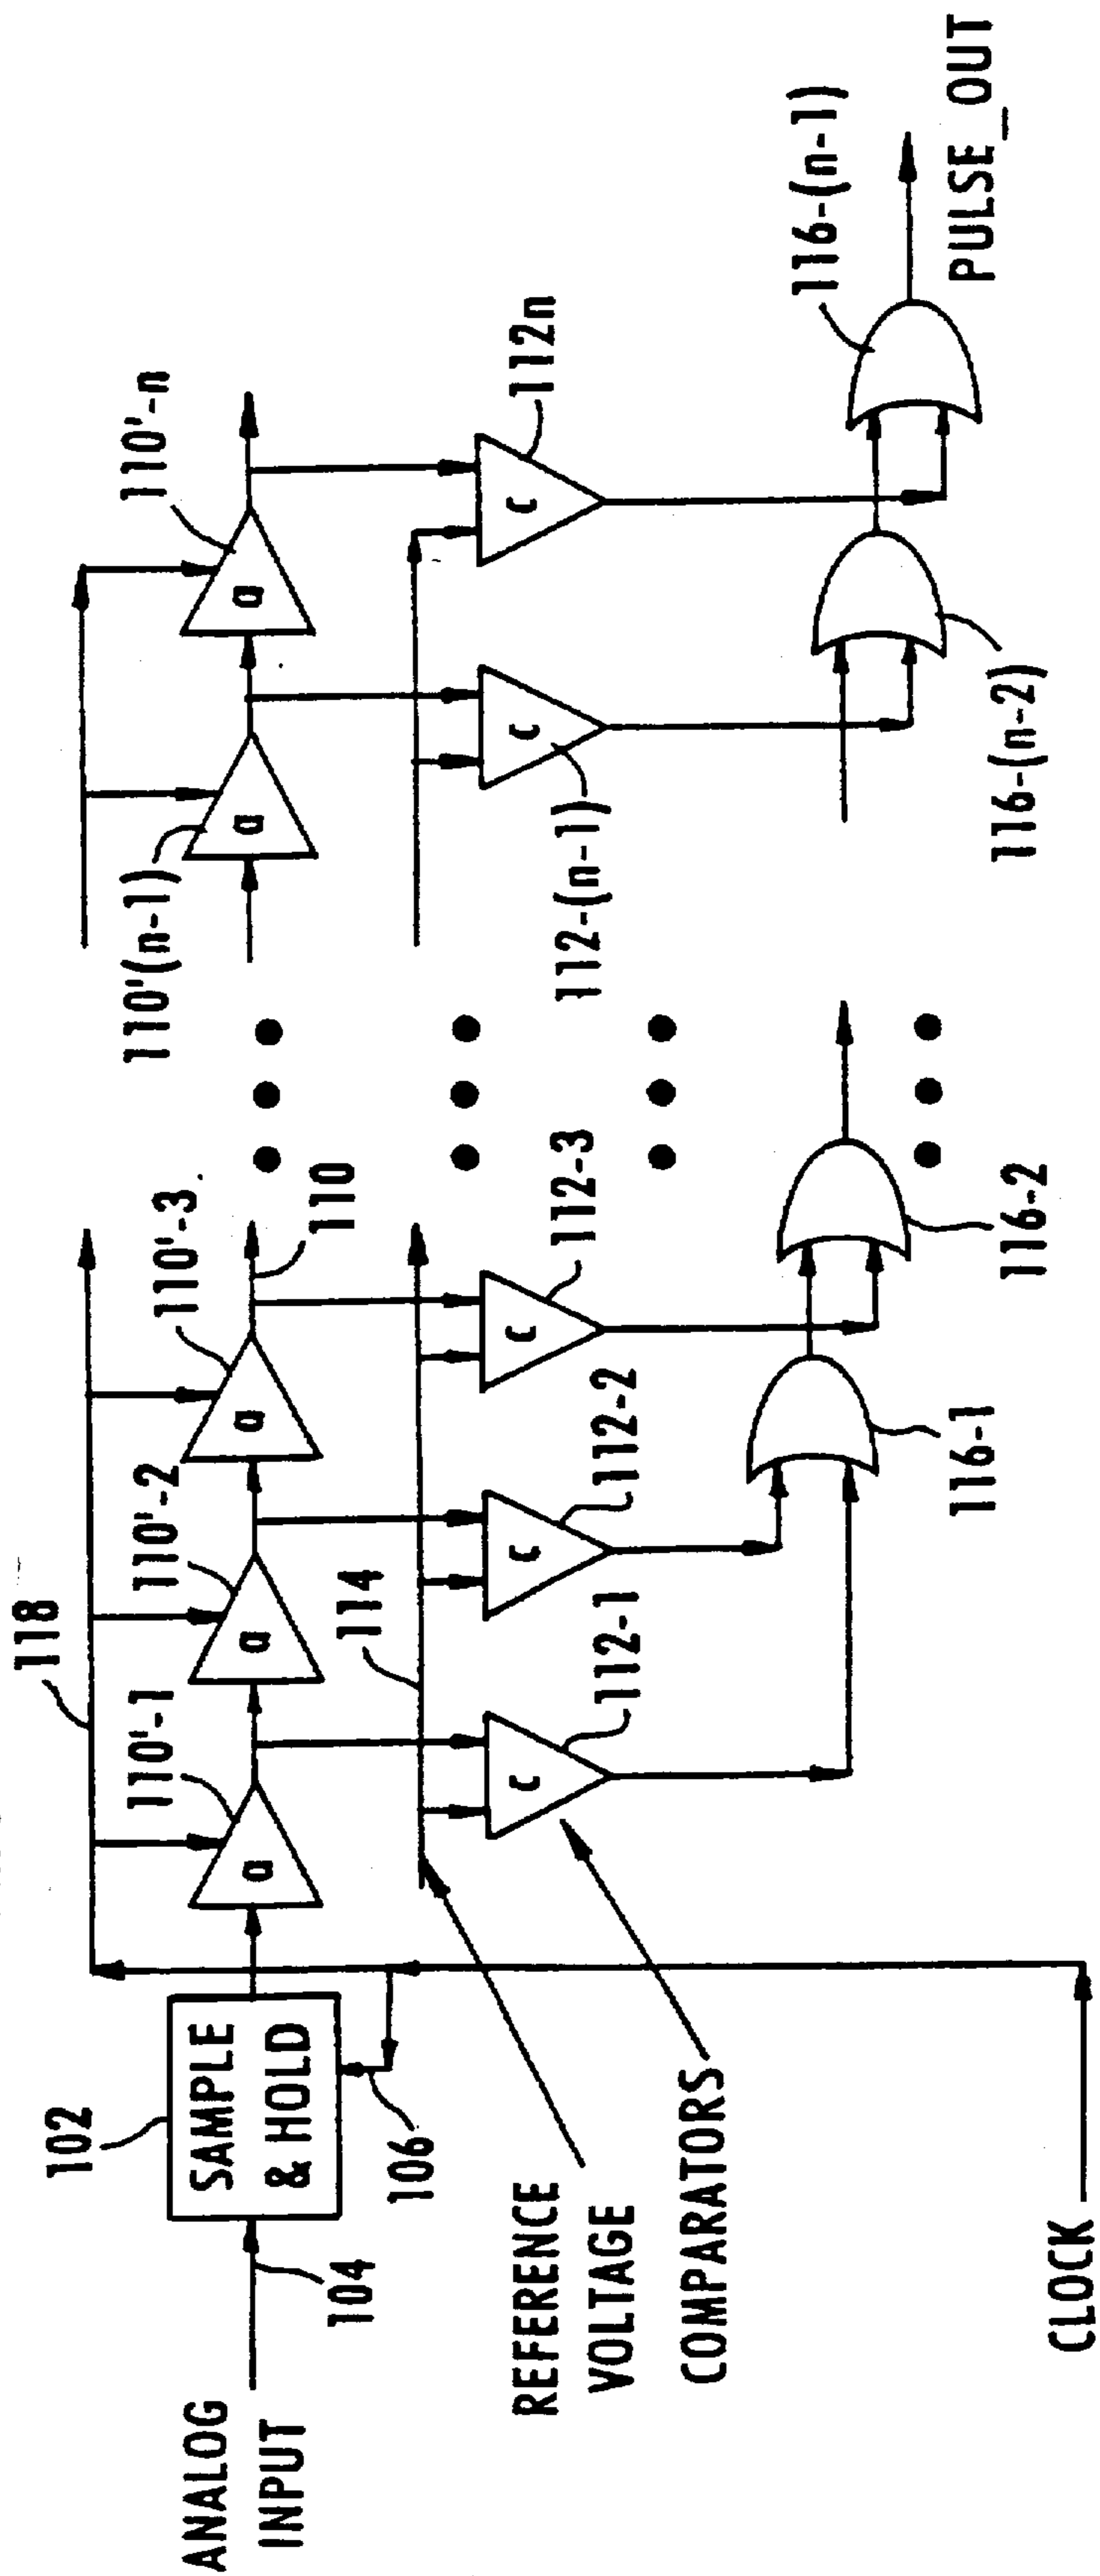 118
110'-1
110'-2
110'-3
110'(n-1)
110'-n
102
SAMPLE
& HOLD
a
a
a
a
a
110
ANALOG
INPUT
104
106
114
REFERENCE
VOLTAGE
COMPARATORS
C
C
C
C
C
112-1
112-2
112-3
112-(n-1)
112n
116-1
116-2
116-(n-2)
116-(n-1)
PULSE_OUT
CLOCK